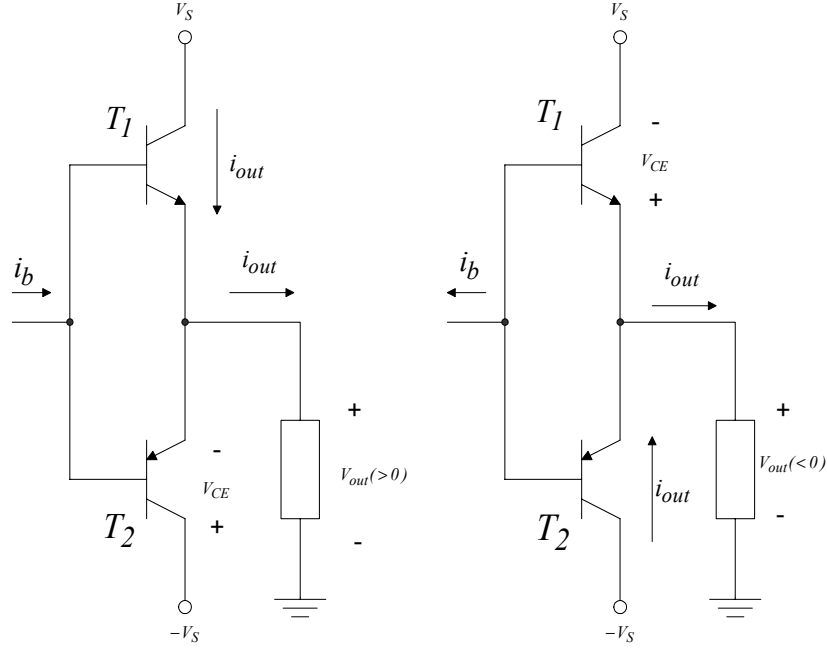 V_S
T_1
i_out
i_b
i_out
+
-
V_CE
V_out(>0)
+
T_2
-
-V_S
V_S
T_1
-
V_CE
+
i_b
i_out
+
V_out(<0)
i_out
T_2
-
-V_S